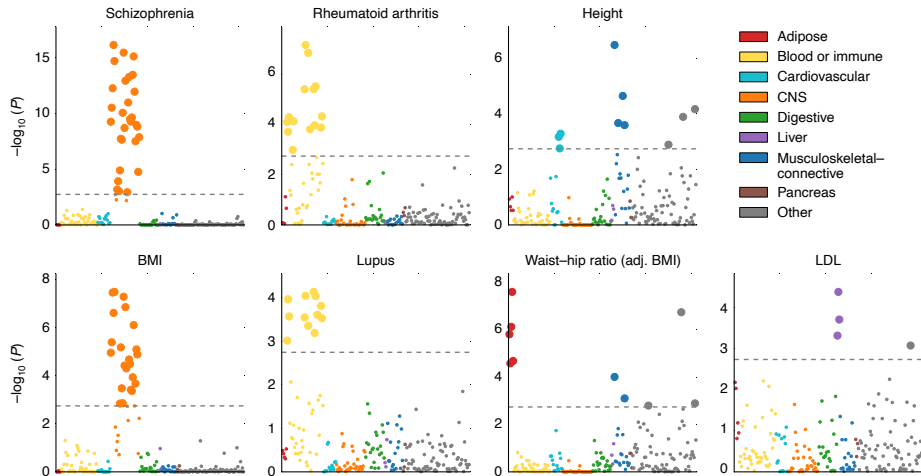 Schizophrenia
Rheumatoid arthritis
Height
–log₁₀ (P)
15
10
5
0
6
4
2
0
6
4
2
0
Adipose
Blood or immune
Cardiovascular
CNS
Digestive
Liver
Musculoskeletal–
connective
Pancreas
Other
BMI
Lupus
Waist–hip ratio (adj. BMI)
LDL
–log₁₀ (P)
8
6
4
2
0
4
3
2
1
0
8
6
4
2
0
4
3
2
1
0